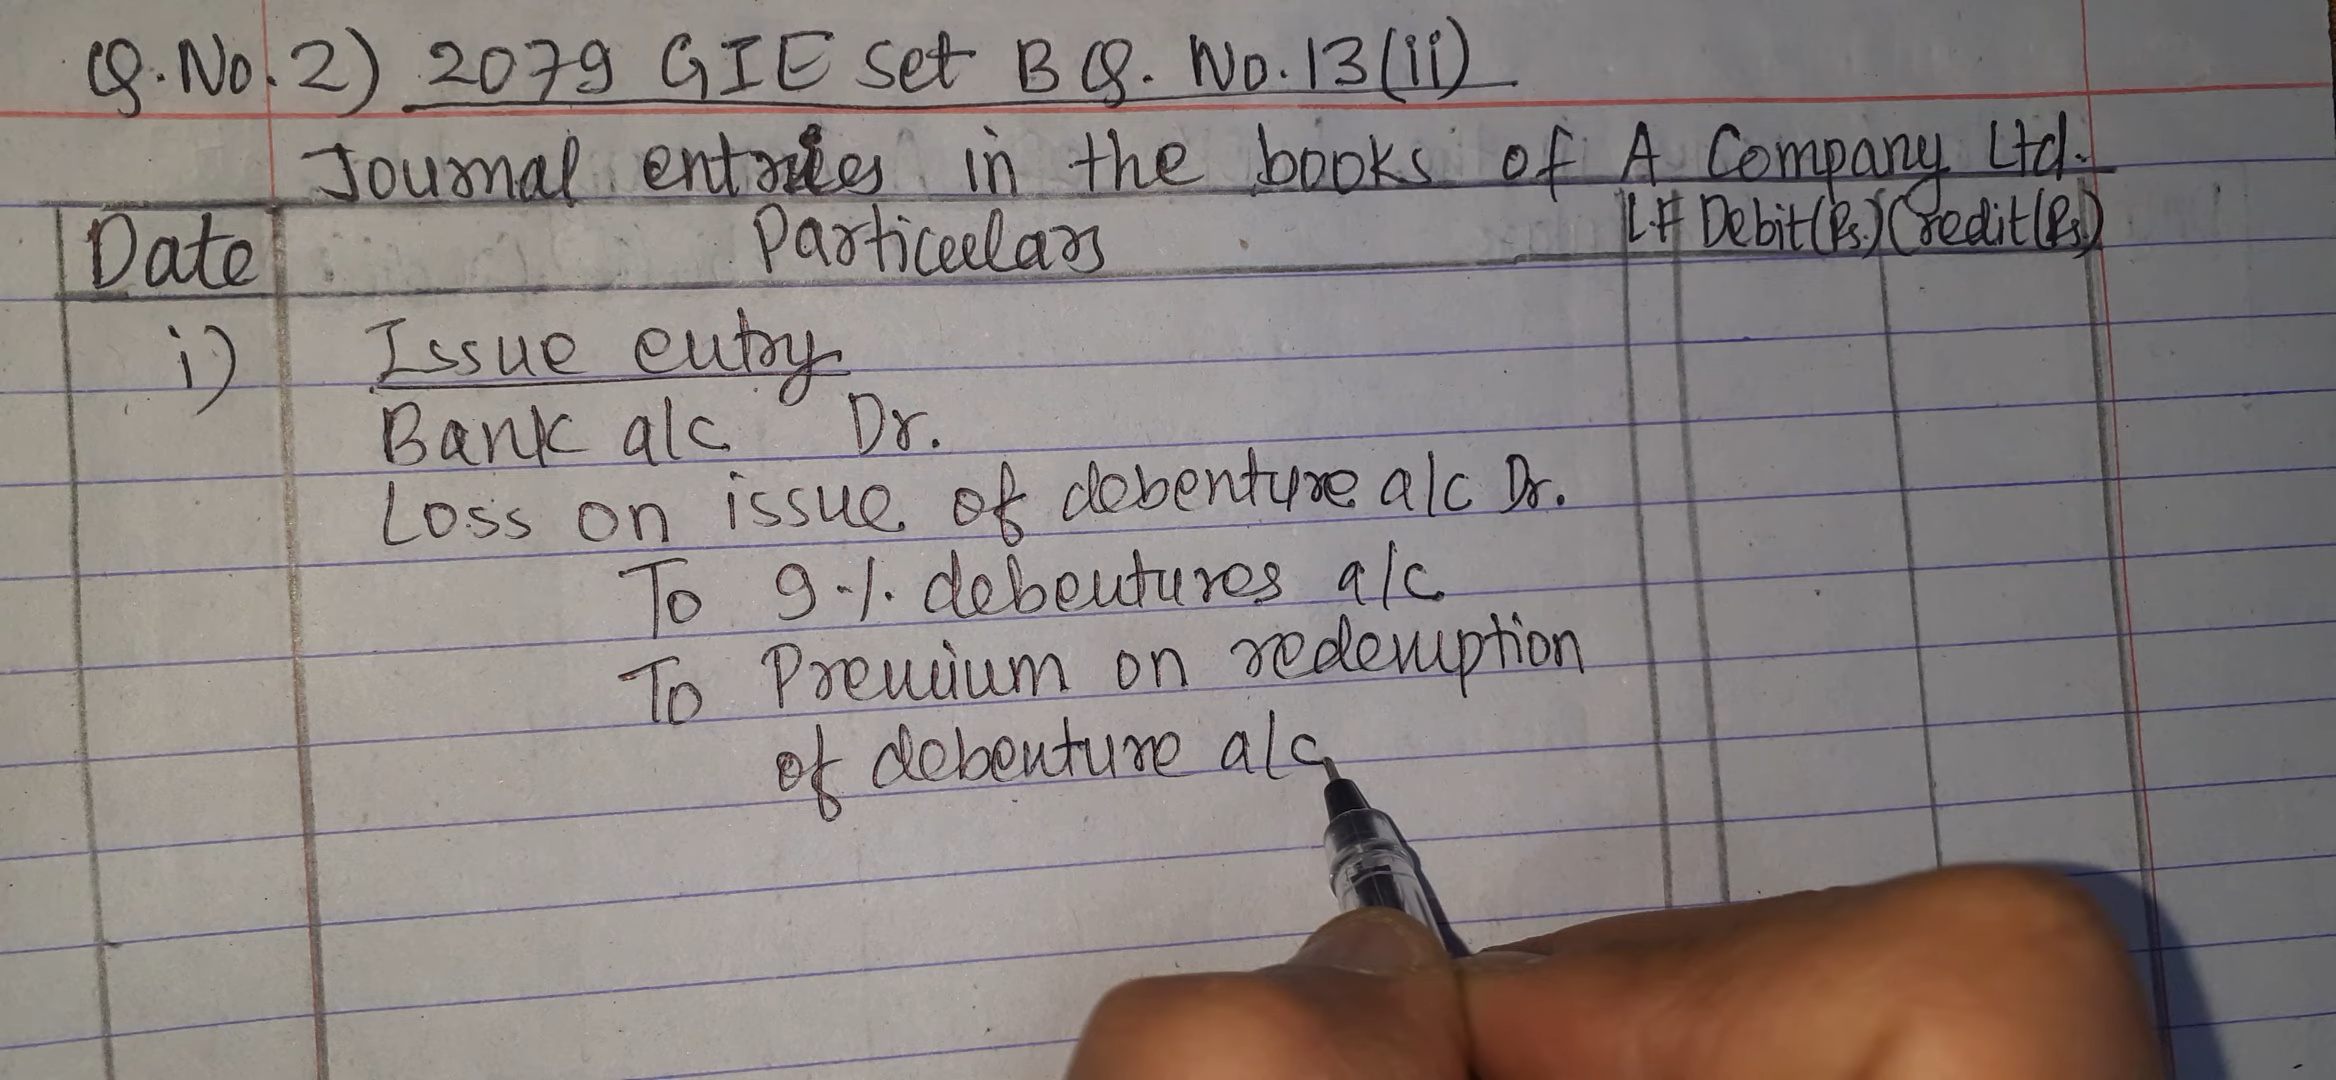 Q.No.2) 2079 GIE Set B Q. No.13(ii)
Journal entries in the books of A Company Ltd.
Date Particulars L.F Debit(Rs.) Credit(Rs.)
i) Issue entry
Bank a/c Dr.
Loss on issue of debenture a/c Dr.
To 9% debentures a/c
To Premium on redemption
of debenture a/c